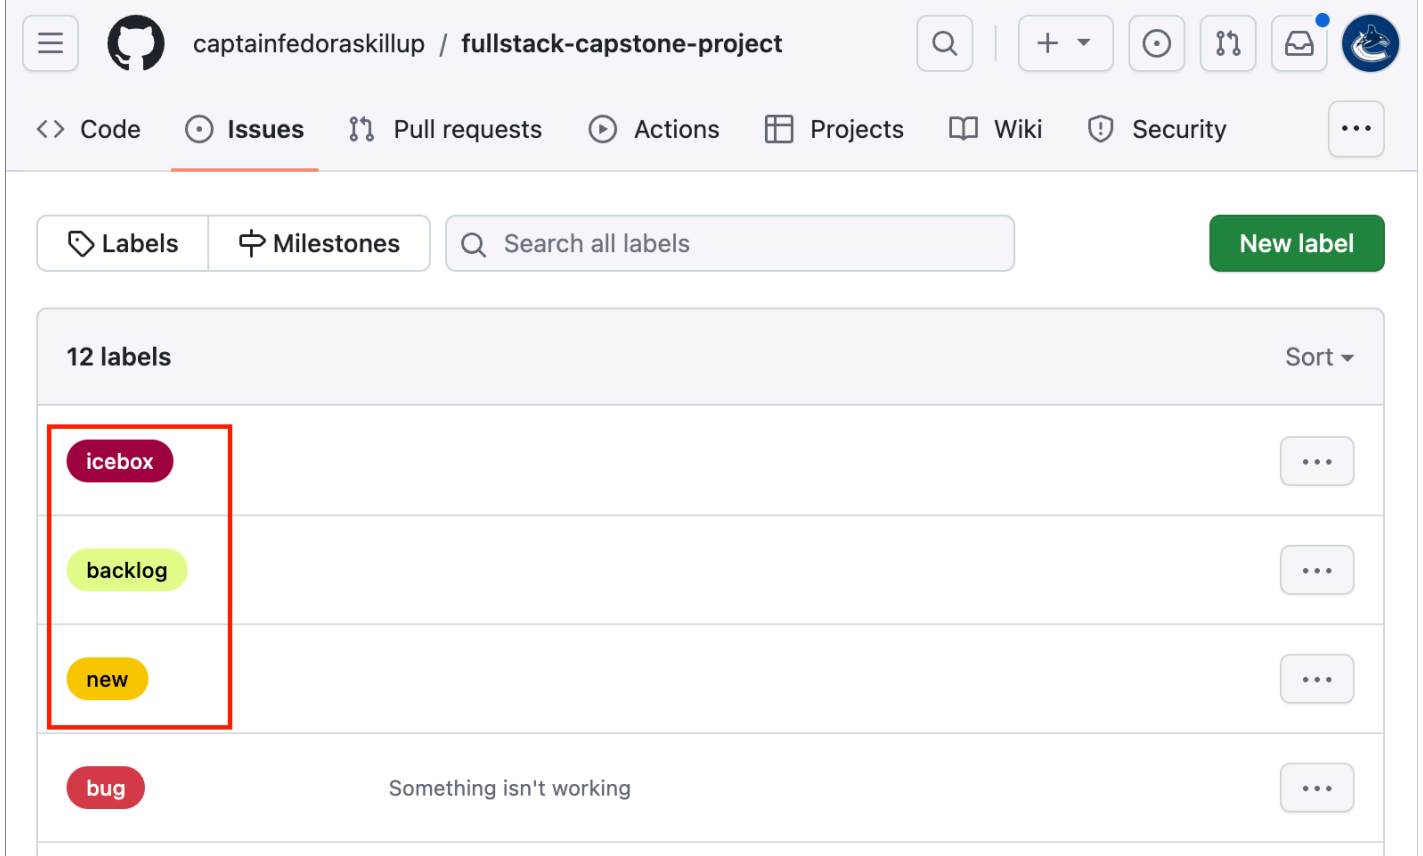 captainfedoraskillup / fullstack-capstone-project
Code Issues Pull requests Actions Projects Wiki Security
Labels Milestones Search all labels New label
12 labels Sort
icebox
backlog
new
bug Something isn't working